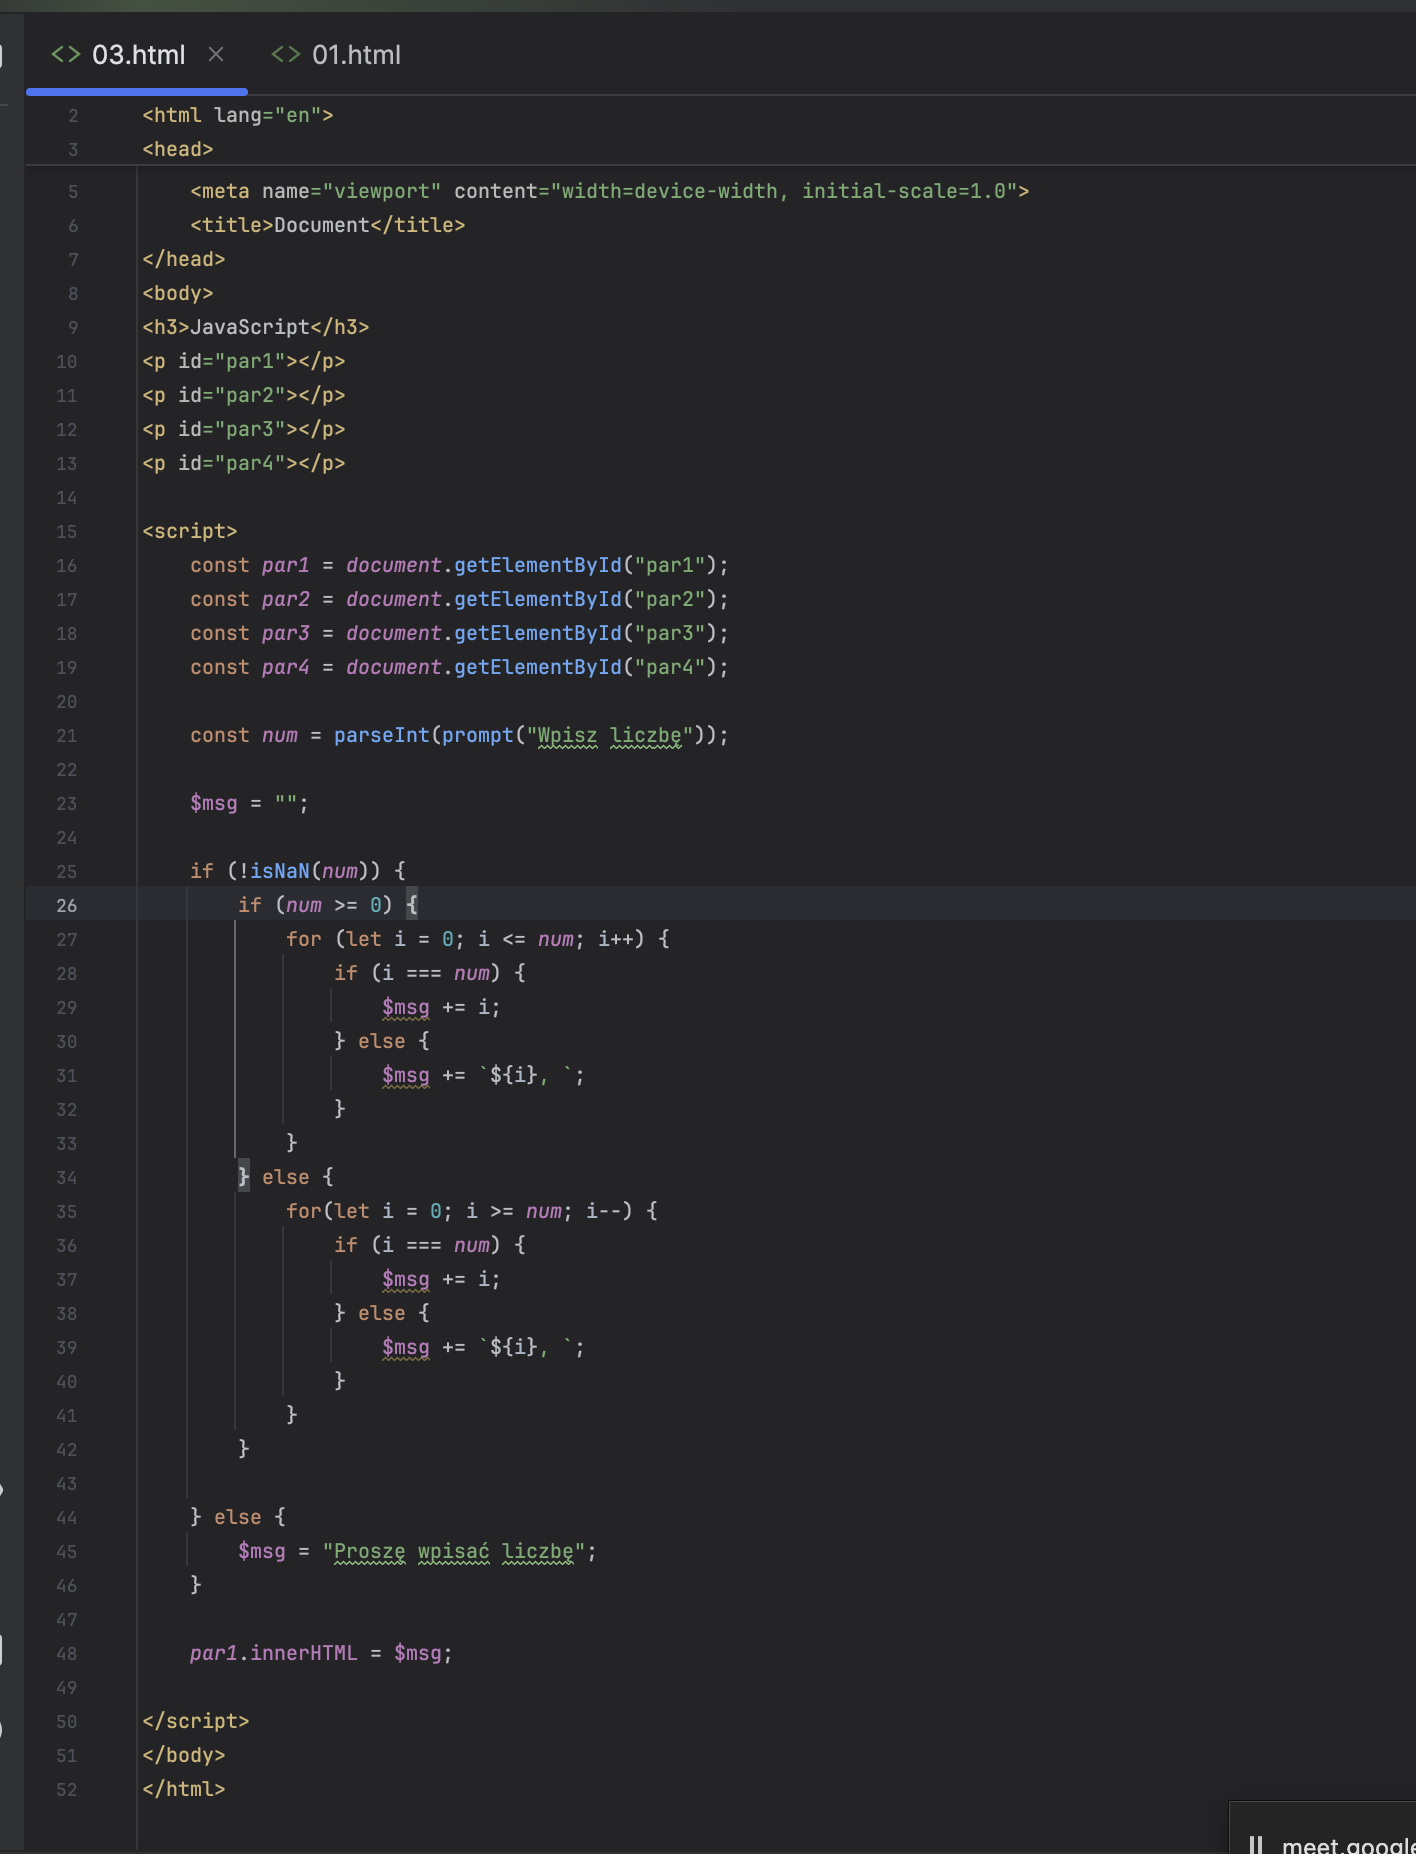 03.html
01.html
2 <html lang="en">
3 <head>
5 <meta name="viewport" content="width=device-width, initial-scale=1.0">
6 <title>Document</title>
7 </head>
8 <body>
9 <h3>JavaScript</h3>
10 <p id="par1"></p>
11 <p id="par2"></p>
12 <p id="par3"></p>
13 <p id="par4"></p>
14
15 <script>
16 const par1 = document.getElementById("par1");
17 const par2 = document.getElementById("par2");
18 const par3 = document.getElementById("par3");
19 const par4 = document.getElementById("par4");
20
21 const num = parseInt(prompt("Wpisz liczbę"));
22
23 $msg = "";
24
25 if (!isNaN(num)) {
26 if (num >= 0) {
27 for (let i = 0; i <= num; i++) {
28 if (i === num) {
29 $msg += i;
30 } else {
31 $msg += `${i}, `;
32 }
33 }
34 } else {
35 for(let i = 0; i >= num; i--) {
36 if (i === num) {
37 $msg += i;
38 } else {
39 $msg += `${i}, `;
40 }
41 }
42 }
43
44 } else {
45 $msg = "Proszę wpisać liczbę";
46 }
47
48 par1.innerHTML = $msg;
49
50 </script>
51 </body>
52 </html>
meet.google